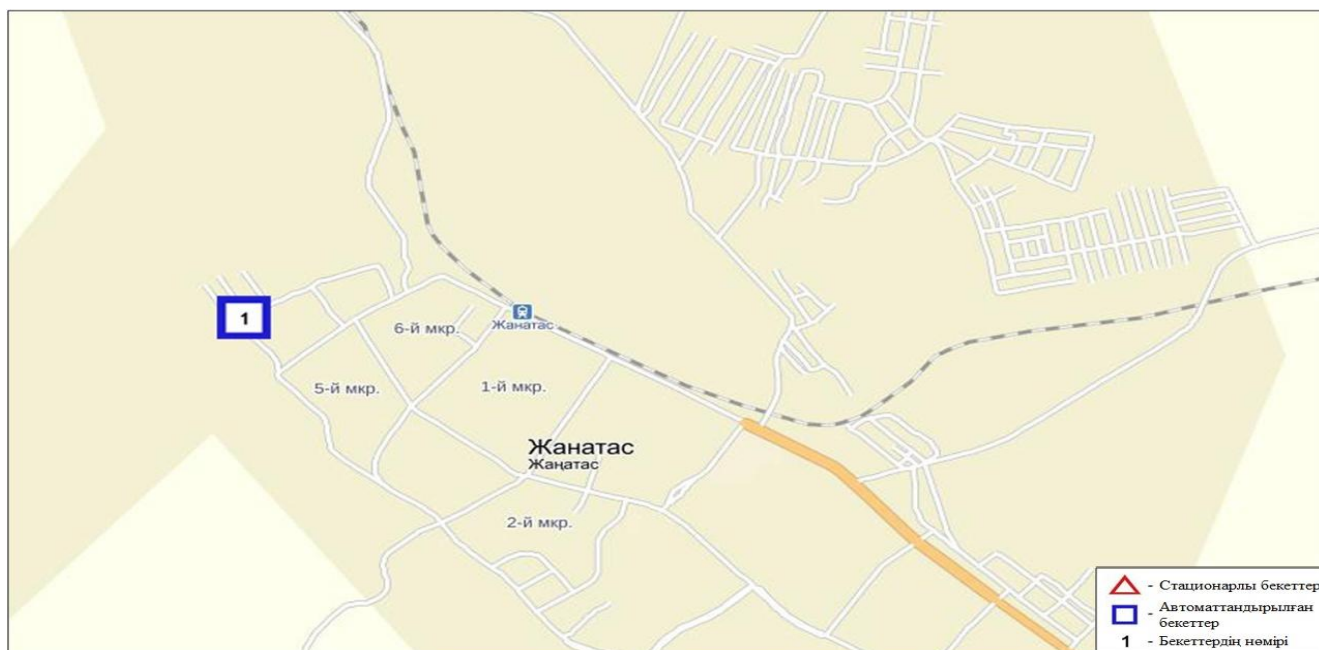 1
6-й мкр.
Жанатас
5-й мкр.
1-й мкр.
Жанатас
Жаңатас
2-й мкр.
- Стационарлы бекеттер
- Автоматтандырылған
бекеттер
1 - Бекеттердің нөмірі